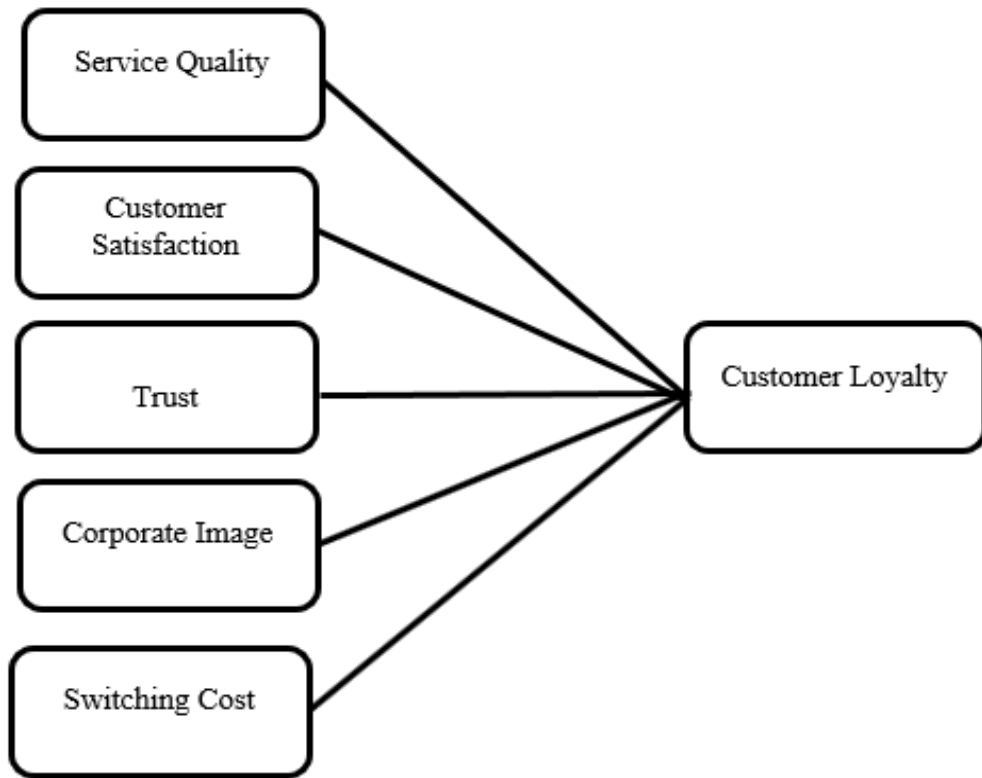 Service Quality
Customer
Satisfaction
Trust
Customer Loyalty
Corporate Image
Switching Cost